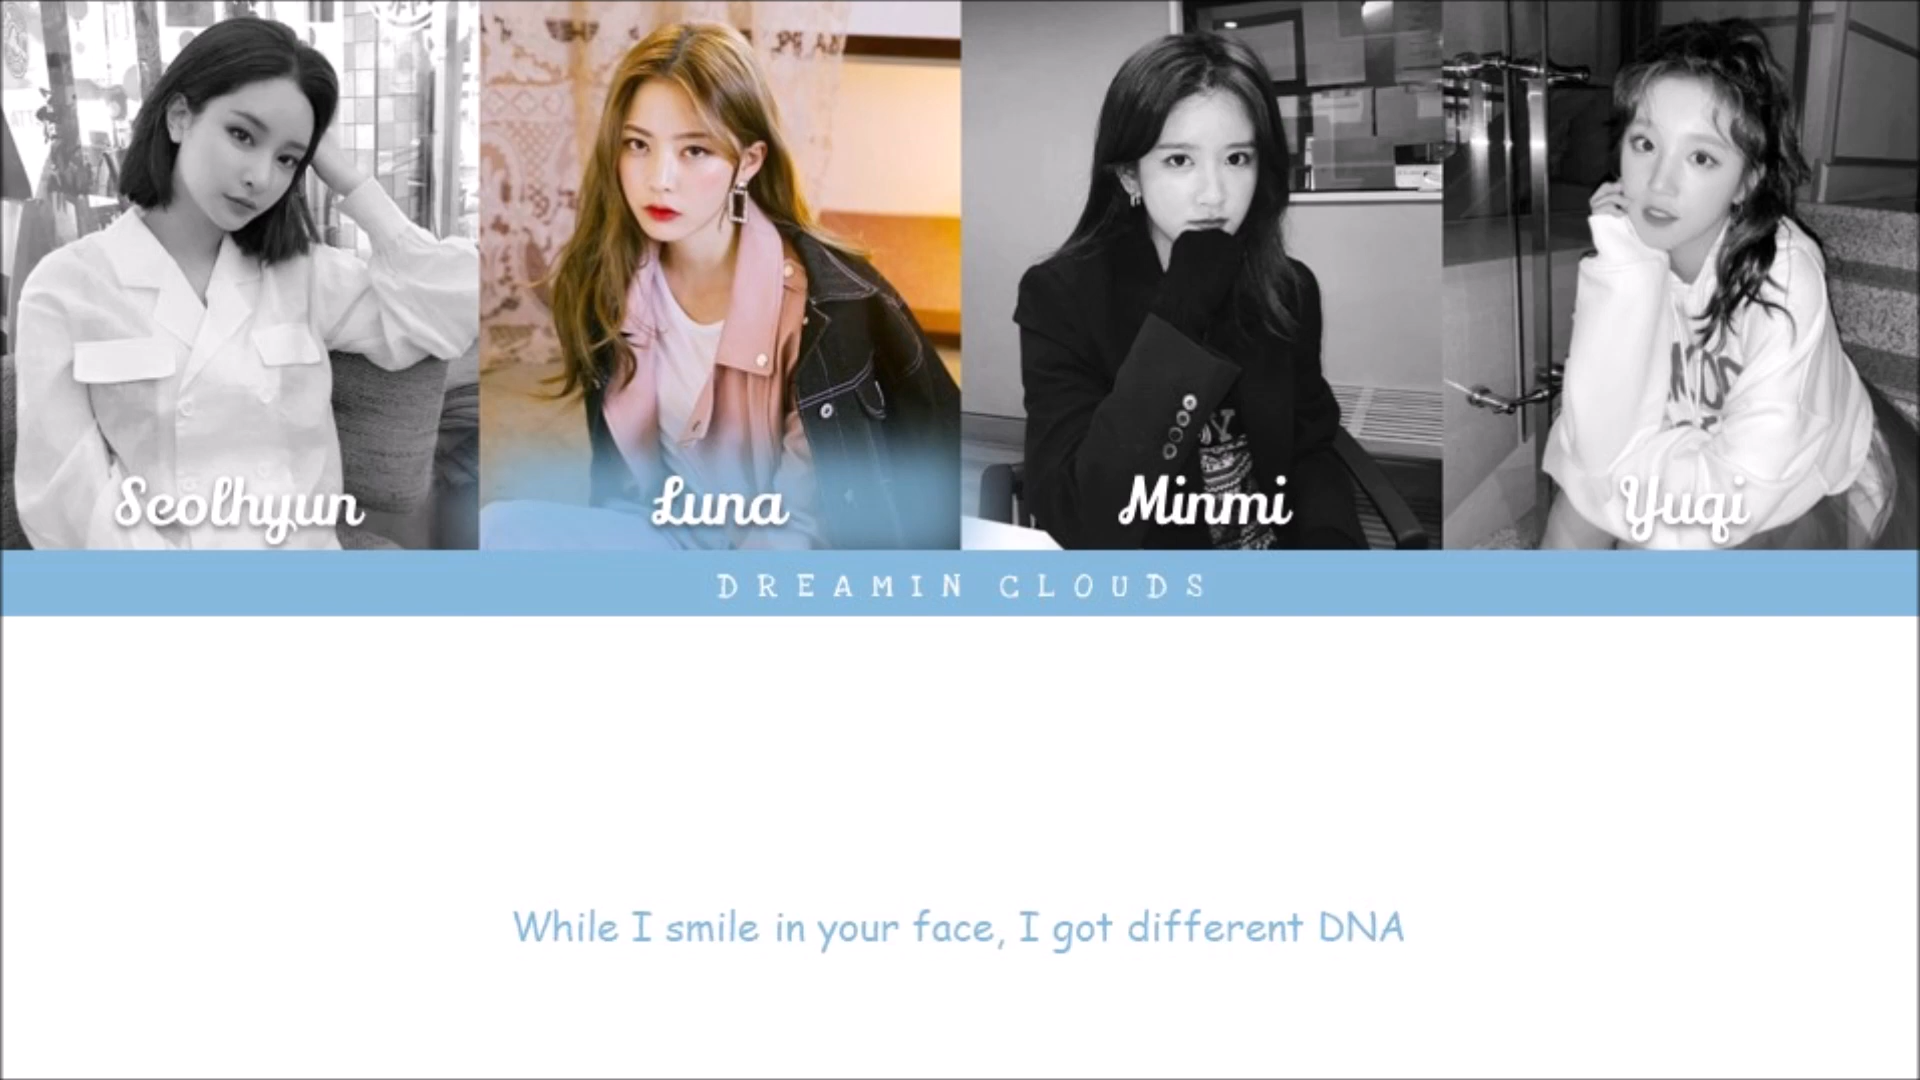 Seolhyun
Luna
Minmi
Yuqi
DREAMIN CLOUDS
While I smile in your face, I got different DNA